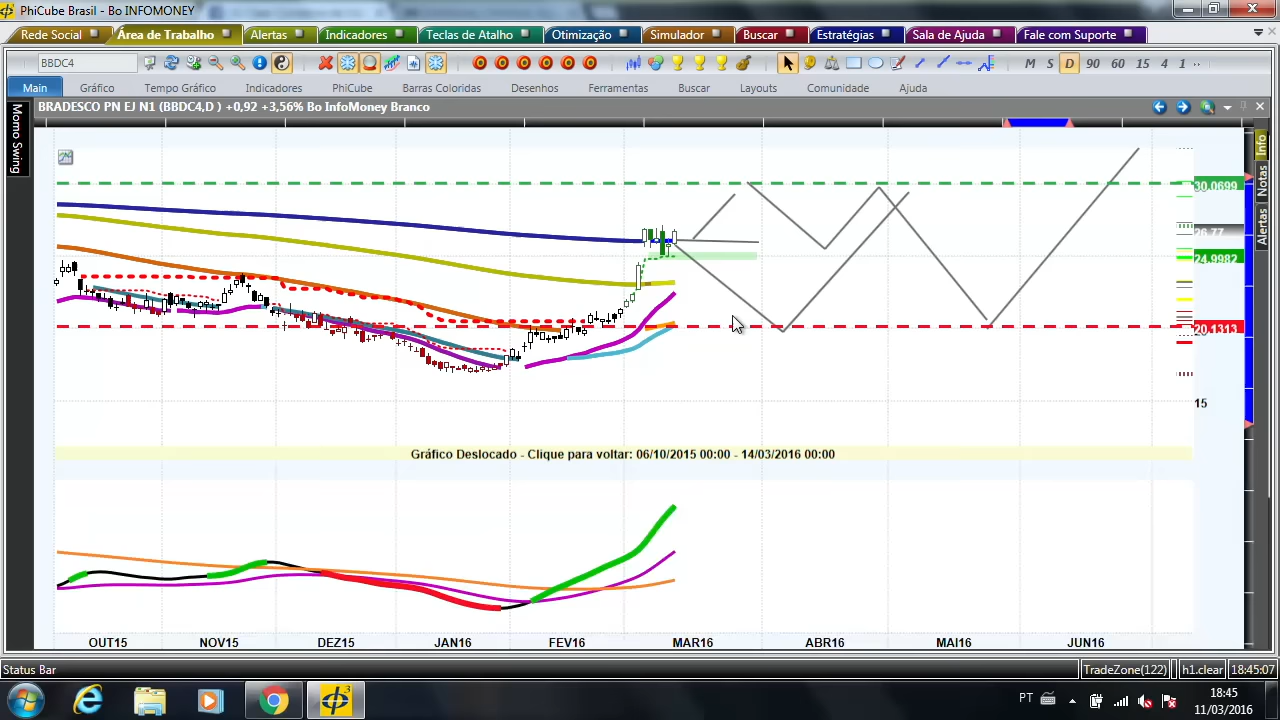 PhiCube Brasil - Bo INFOMONEY
Rede Social Área de Trabalho Alertas Indicadores Teclas de Atalho Otimização Simulador Buscar Estratégias Sala de Ajuda Fale com Suporte
BBDC4 M S D 90 60 15 4 1
Main Gráfico Tempo Gráfico Indicadores PhiCube Barras Coloridas Desenhos Ferramentas Buscar Layouts Comunidade Ajuda
BRADESCO PN EJ N1 (BBDC4,D ) +0,92 +3,56% Bo InfoMoney Branco
Momo Swing
Info
Notas
Alertas
30.0699
26.77
24.9982
20.1313
15
Gráfico Deslocado - Clique para voltar: 06/10/2015 00:00 - 14/03/2016 00:00
OUT15 NOV15 DEZ15 JAN16 FEV16 MAR16 ABR16 MAI16 JUN16
Status Bar TradeZone(122) h1.clear 18:45:07
PT 18:45
11/03/2016